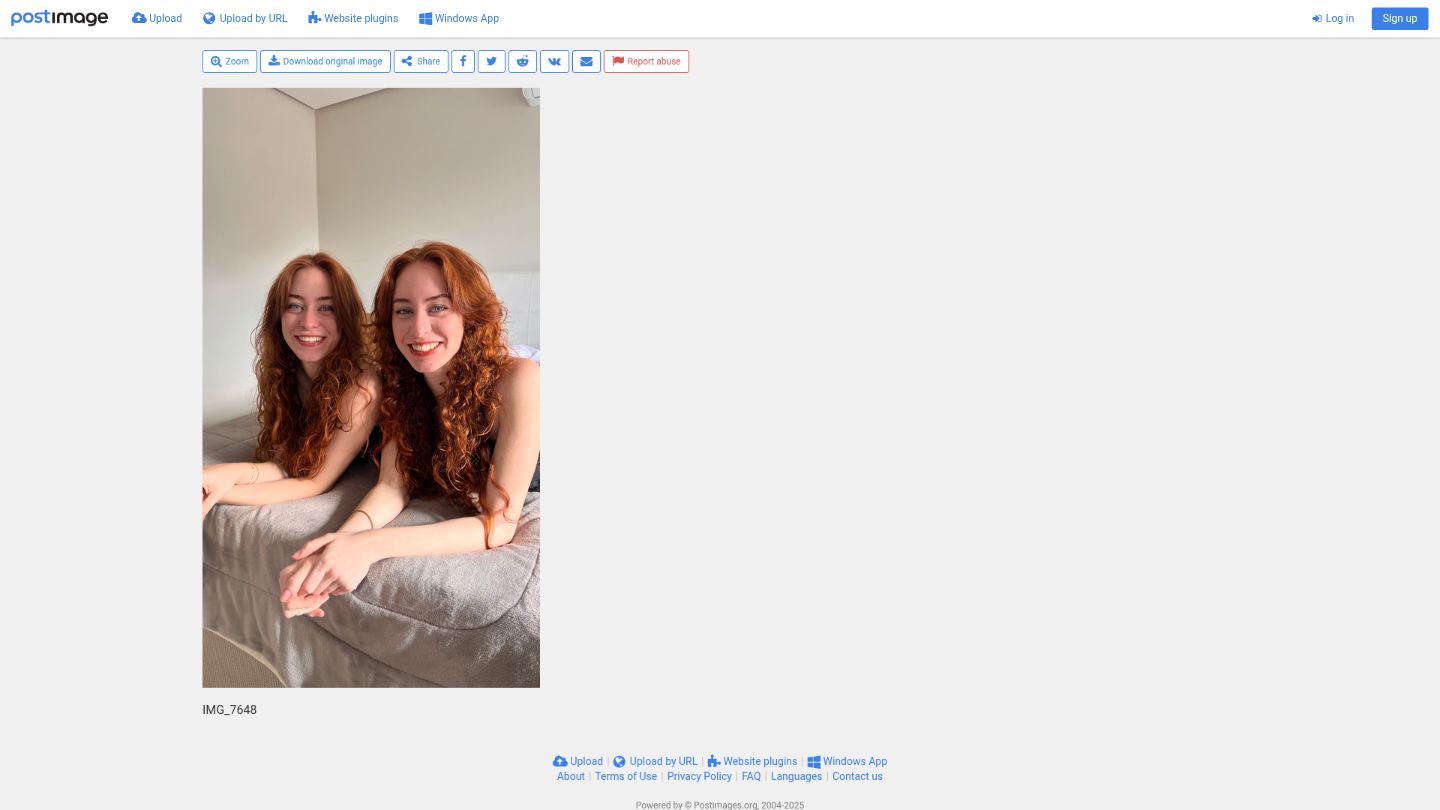 postimage Upload Upload by URL Website plugins Windows App Log in Sign up
Zoom Download original image Share Report abuse
IMG_7648
Upload | Upload by URL | Website plugins | Windows App
About | Terms of Use | Privacy Policy | FAQ | Languages | Contact us
Powered by © Postimages.org, 2004-2025